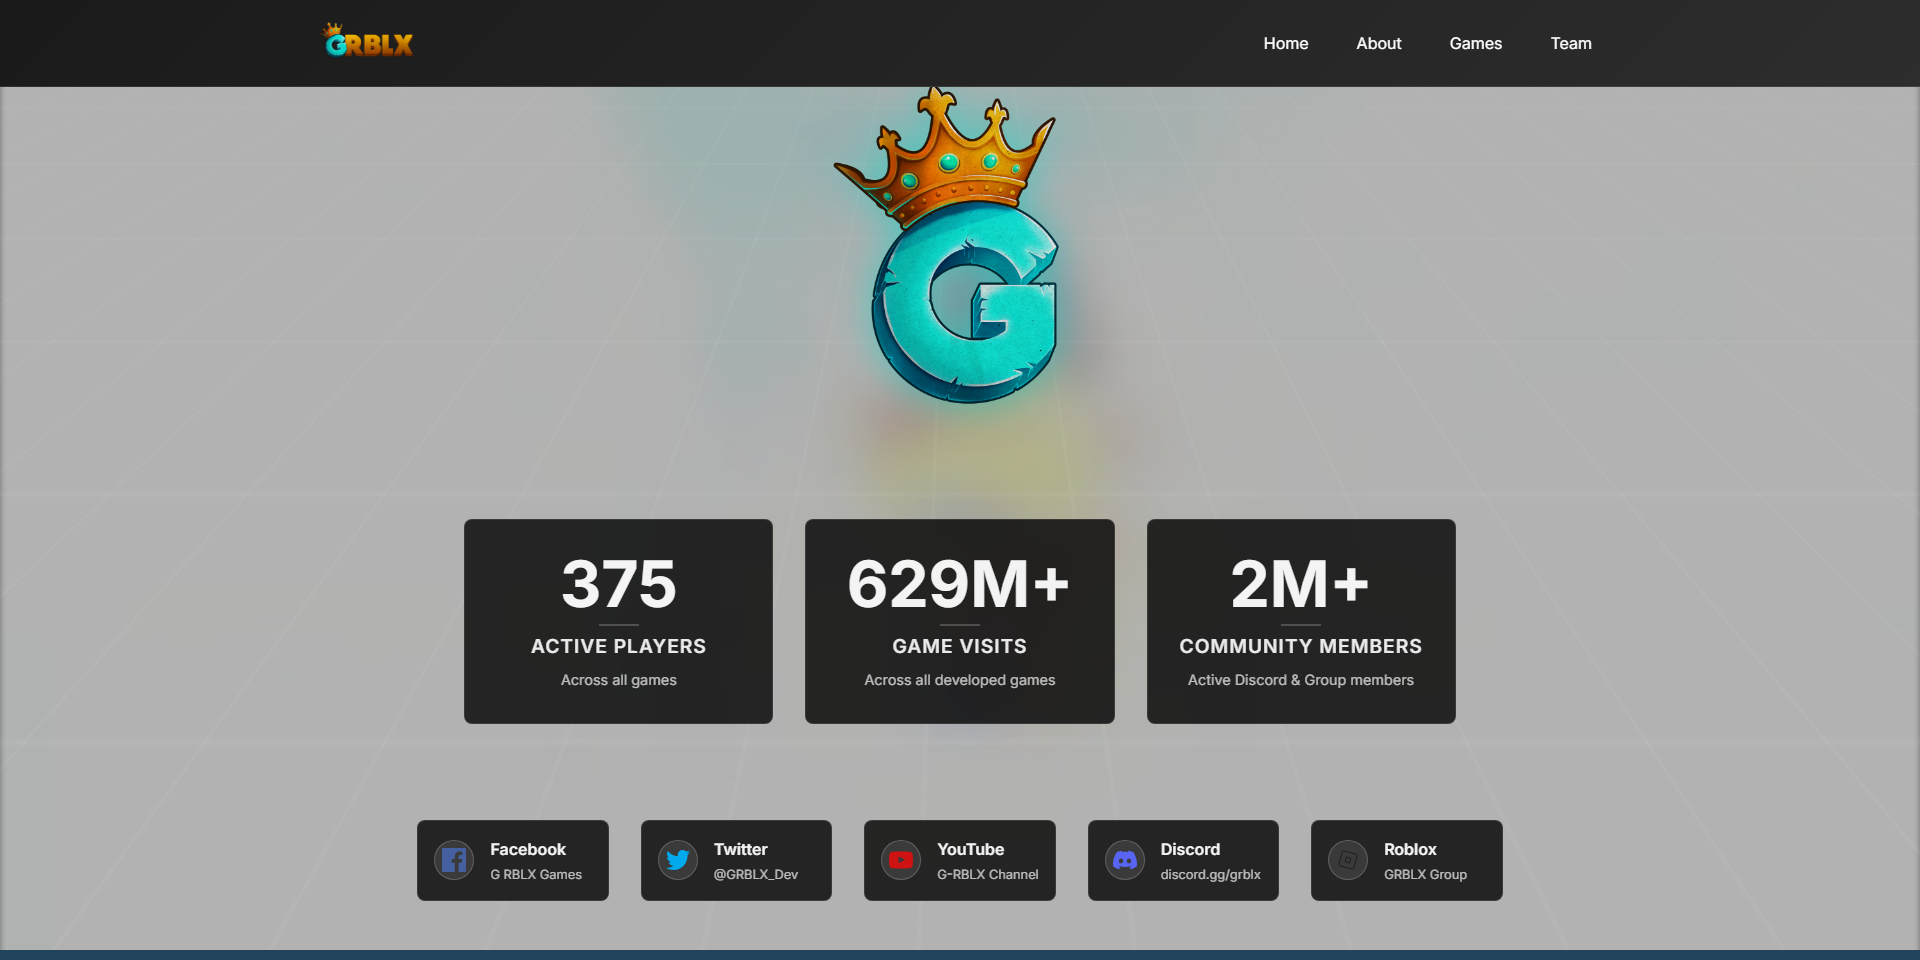 GRBLX
Home
About
Games
Team
G
375
ACTIVE PLAYERS
Across all games
629M+
GAME VISITS
Across all developed games
2M+
COMMUNITY MEMBERS
Active Discord & Group members
Facebook
G RBLX Games
Twitter
@GRBLX_Dev
YouTube
G-RBLX Channel
Discord
discord.gg/grblx
Roblox
GRBLX Group